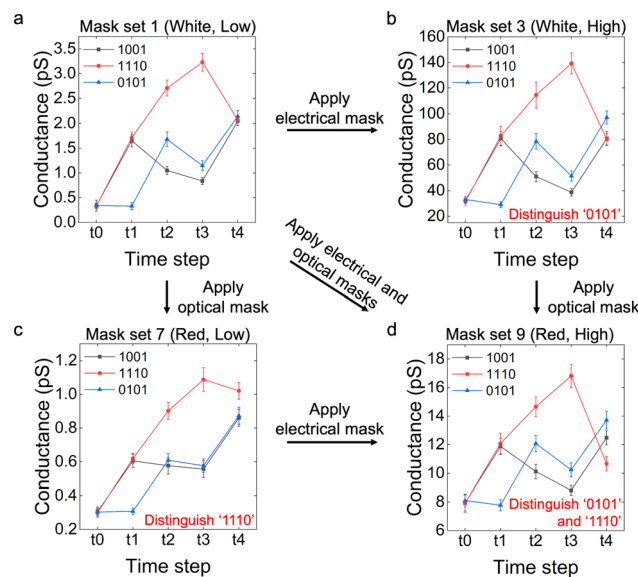 a
Mask set 1 (White, Low)
Conductance (pS)
3.5
3.0
2.5
2.0
1.5
1.0
0.5
0.0
1001
1110
0101
t0 t1 t2 t3 t4
Time step
Apply
electrical mask
b
Mask set 3 (White, High)
Conductance (pS)
160
140
120
100
80
60
40
20
1001
1110
0101
Distinguish ‘0101’
t0 t1 t2 t3 t4
Time step
Apply
optical mask
Apply electrical and
optical masks
Apply
optical mask
c
Mask set 7 (Red, Low)
Conductance (pS)
1.2
1.0
0.8
0.6
0.4
0.2
1001
1110
0101
Distinguish ‘1110’
t0 t1 t2 t3 t4
Time step
Apply
electrical mask
d
Mask set 9 (Red, High)
Conductance (pS)
18
16
14
12
10
8
6
1001
1110
0101
Distinguish ‘0101’
and ‘1110’
t0 t1 t2 t3 t4
Time step